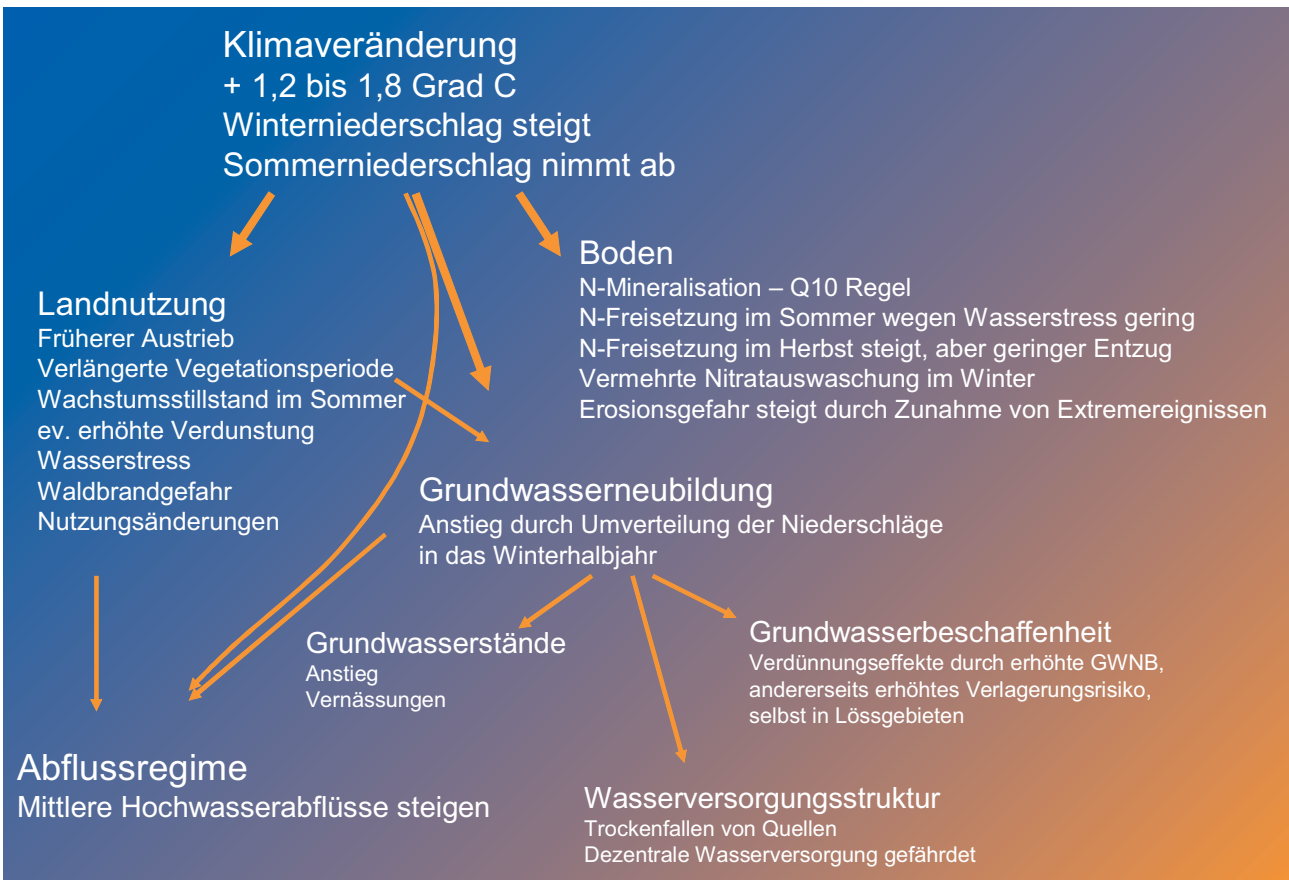 Klimaveränderung
+ 1,2 bis 1,8 Grad C
Winterniederschlag steigt
Sommerniederschlag nimmt ab
Boden
N-Mineralisation – Q10 Regel
N-Freisetzung im Sommer wegen Wasserstress gering
N-Freisetzung im Herbst steigt, aber geringer Entzug
Vermehrte Nitratauswaschung im Winter
Erosionsgefahr steigt durch Zunahme von Extremereignissen
Landnutzung
Früherer Austrieb
Verlängerte Vegetationsperiode
Wachstumsstillstand im Sommer
ev. erhöhte Verdunstung
Wasserstress
Waldbrandgefahr
Nutzungsänderungen
Grundwasserneubildung
Anstieg durch Umverteilung der Niederschläge
in das Winterhalbjahr
Grundwasserstände
Anstieg
Vernässungen
Grundwasserbeschaffenheit
Verdünnungseffekte durch erhöhte GWNB,
andererseits erhöhtes Verlagerungsrisiko,
selbst in Lössgebieten
Abflussregime
Mittlere Hochwasserabflüsse steigen
Wasserversorgungsstruktur
Trockenfallen von Quellen
Dezentrale Wasserversorgung gefährdet